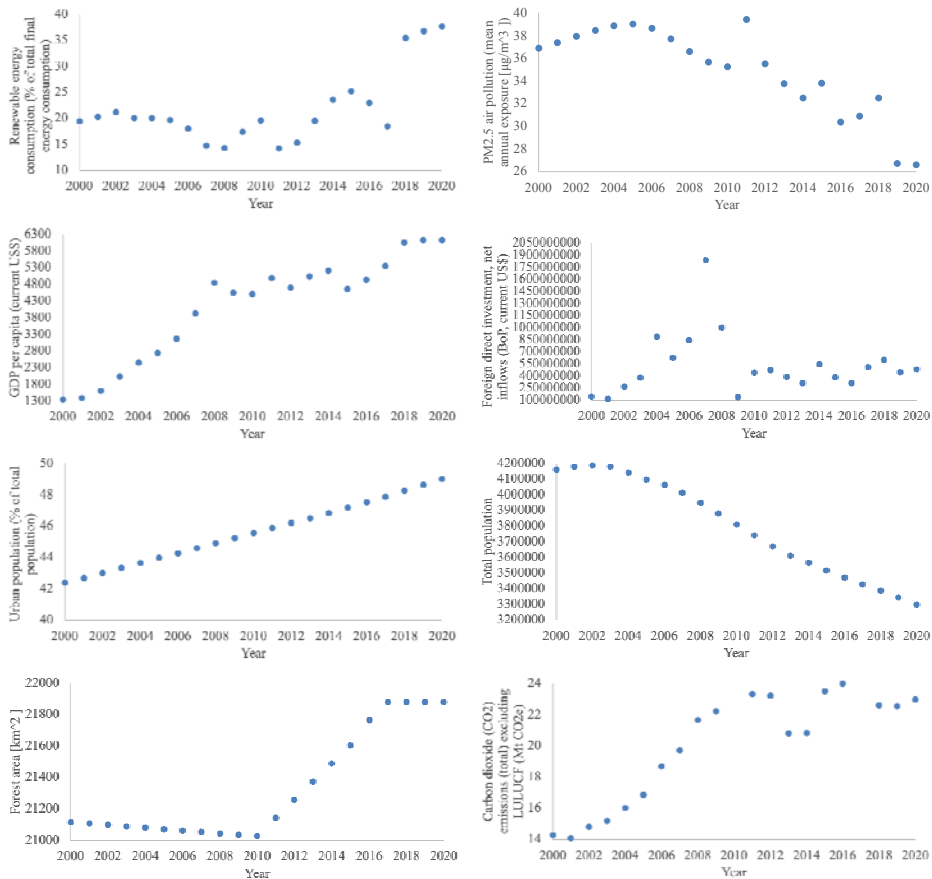 Renewable energy
consumption (% of total final
energy consumption)
40
35
30
25
20
15
10
2000 2002 2004 2006 2008 2010 2012 2014 2016 2018 2020
Year
PM2.5 air pollution (mean
annual exposure [µg/m^3 ]
40
38
36
34
32
30
28
26
2000 2002 2004 2006 2008 2010 2012 2014 2016 2018 2020
Year
GDP per capita (current US$)
6300
5800
5300
4800
4300
3800
3300
2800
2300
1800
1300
2000 2002 2004 2006 2008 2010 2012 2014 2016 2018 2020
Year
Foreign direct investment, net
inflows (BoP, current US$)
2050000000
1900000000
1750000000
1600000000
1450000000
1300000000
1150000000
1000000000
850000000
700000000
550000000
400000000
250000000
100000000
2000 2002 2004 2006 2008 2010 2012 2014 2016 2018 2020
Year
Urban population (% of total
population)
50
48
46
44
42
40
2000 2002 2004 2006 2008 2010 2012 2014 2016 2018 2020
Year
Total population
4200000
4100000
4000000
3900000
3800000
3700000
3600000
3500000
3400000
3300000
3200000
2000 2002 2004 2006 2008 2010 2012 2014 2016 2018 2020
Year
Forest area [km^2 ]
22000
21800
21600
21400
21200
21000
2000 2002 2004 2006 2008 2010 2012 2014 2016 2018 2020
Year
Carbon dioxide (CO2)
emissions (total) excluding
LULUCF (Mt CO2e)
24
22
20
18
16
14
2000 2002 2004 2006 2008 2010 2012 2014 2016 2018 2020
Year